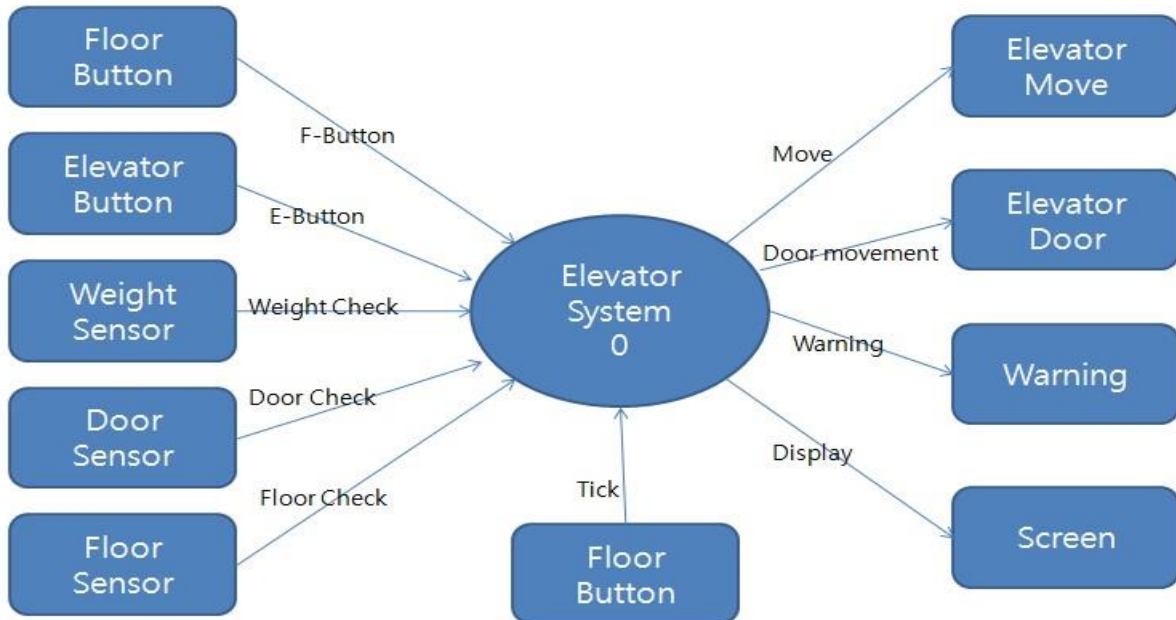 Floor
Button
F-Button
Elevator
Button
E-Button
Weight
Sensor
Weight Check
Door
Sensor
Door Check
Floor
Sensor
Floor Check
Elevator
System
0
Tick
Floor
Button
Move
Elevator
Move
Door movement
Elevator
Door
Warning
Warning
Display
Screen